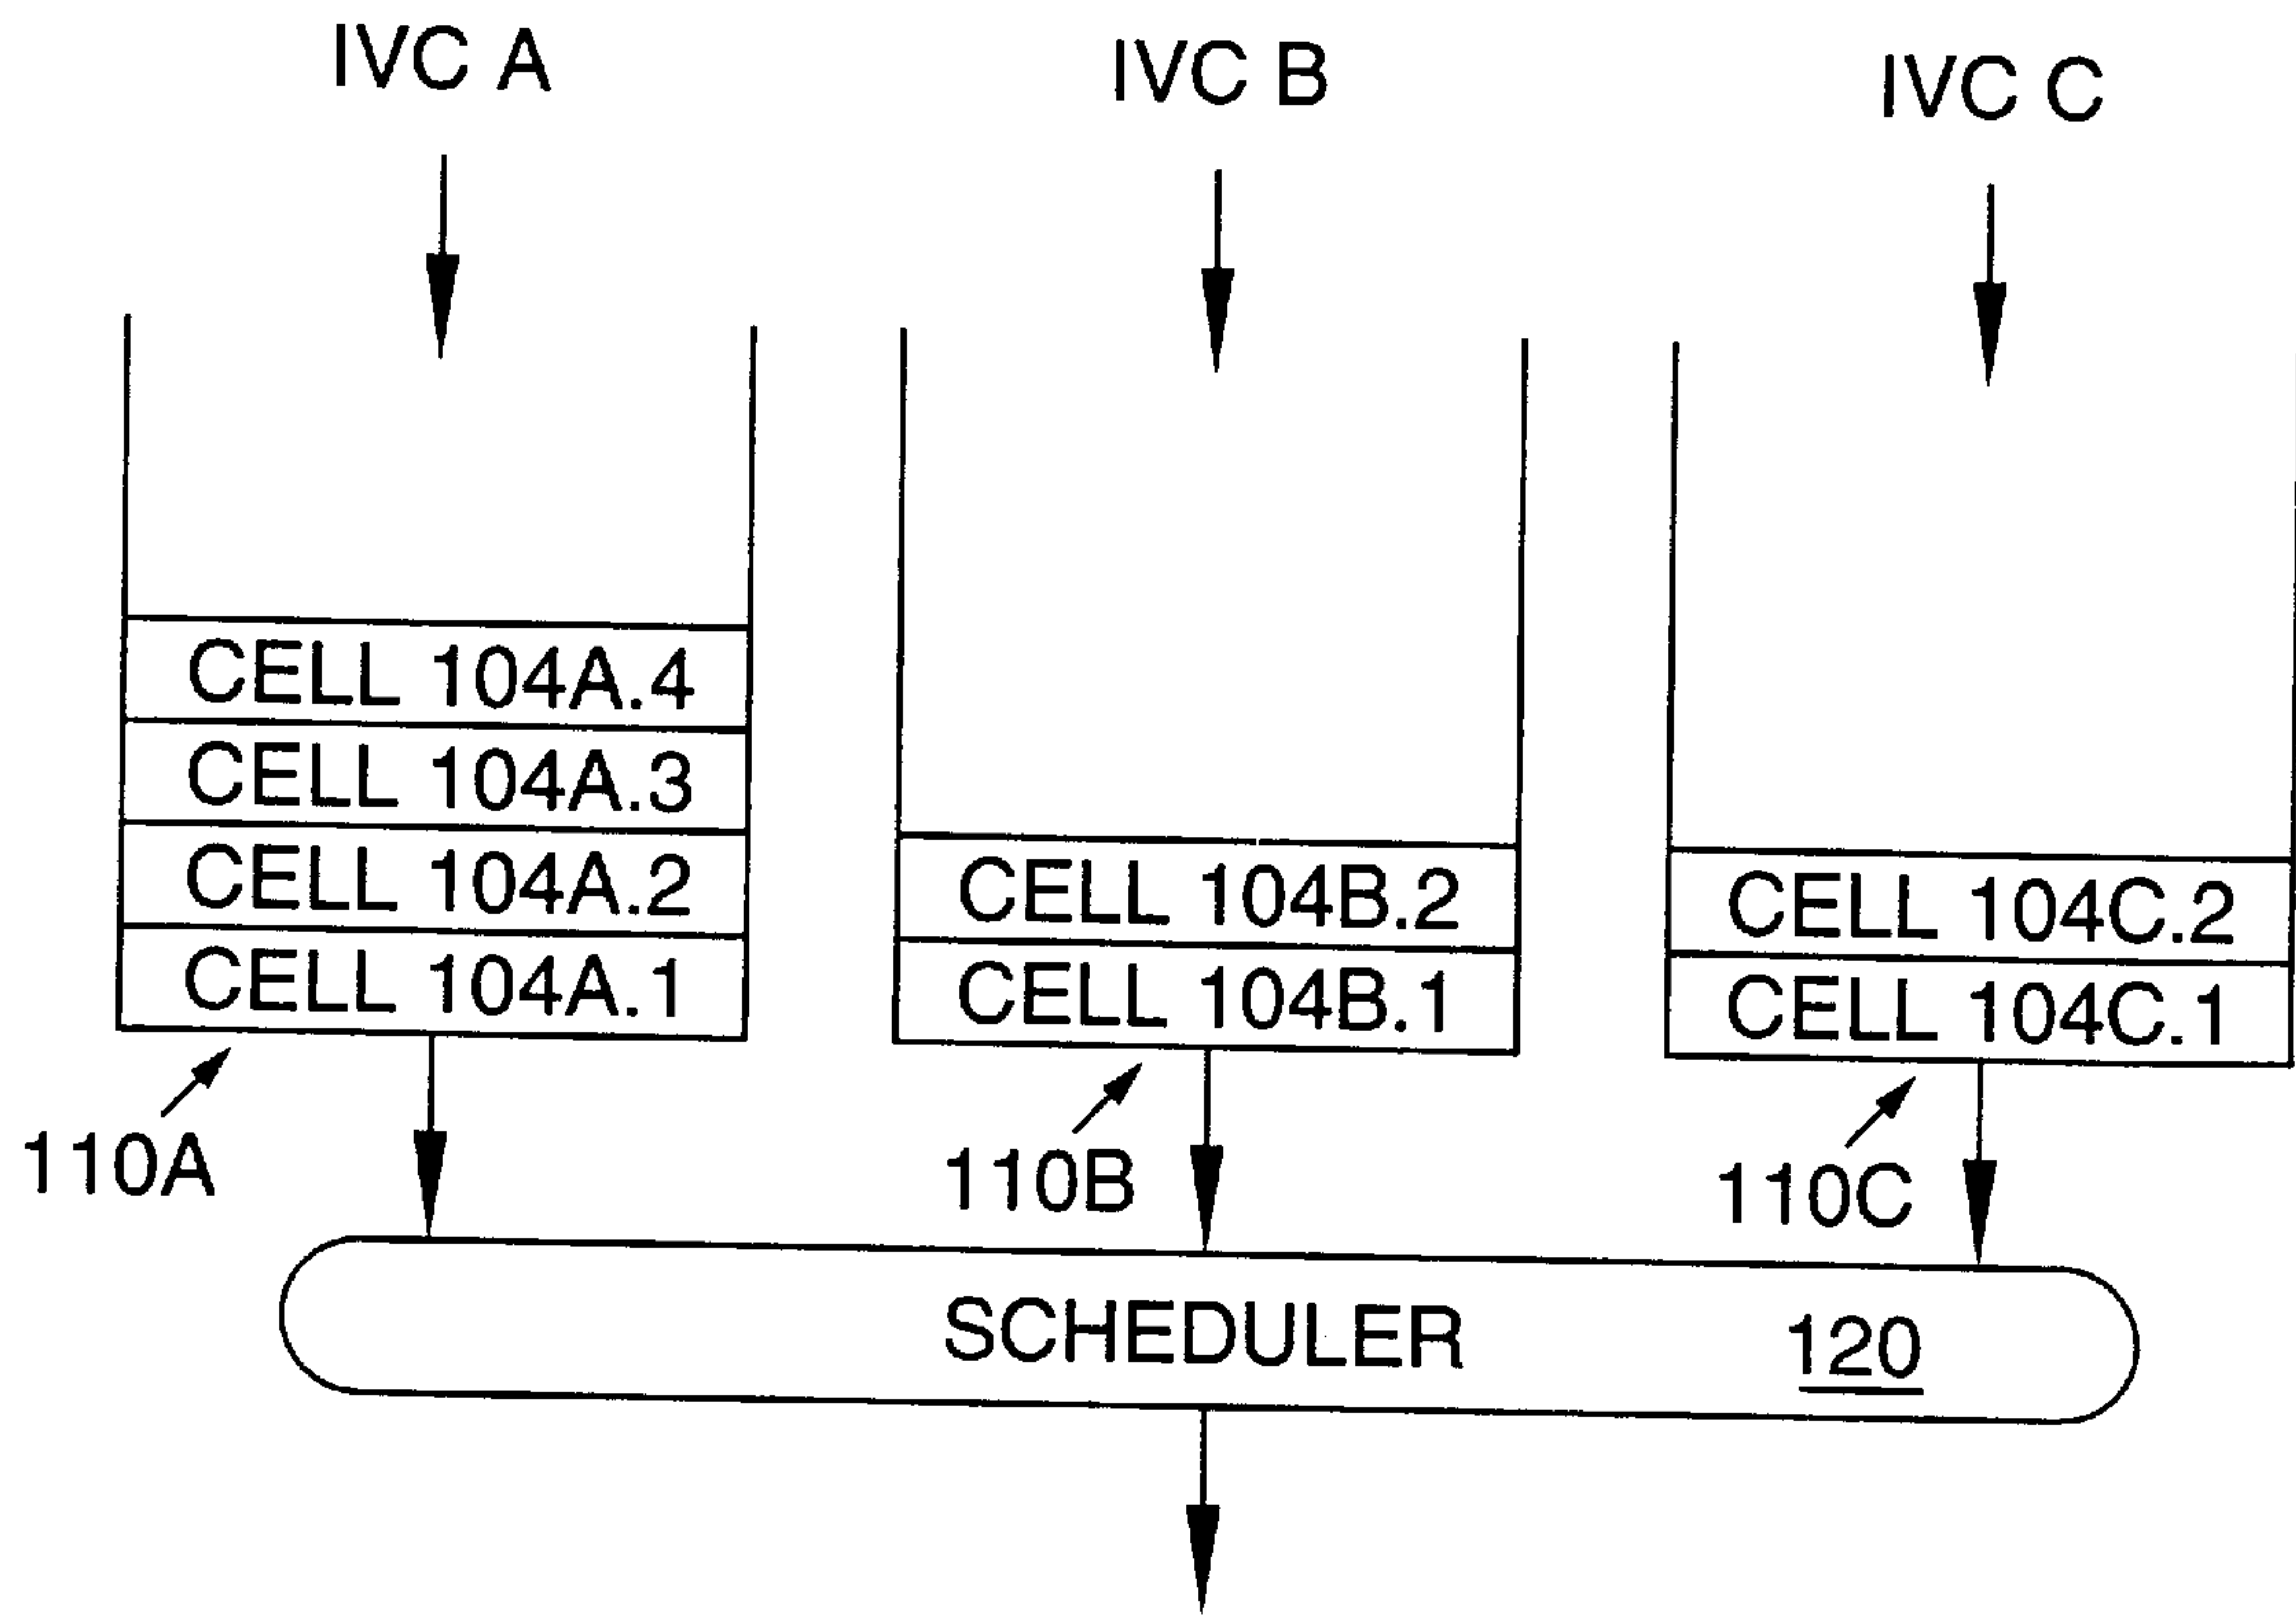 IVC A
IVC B
IVC C
CELL 104A.4
CELL 104A.3
CELL 104A.2
CELL 104A.1
CELL 104B.2
CELL 104B.1
CELL 104C.2
CELL 104C.1
110A
110B
110C
SCHEDULER 120